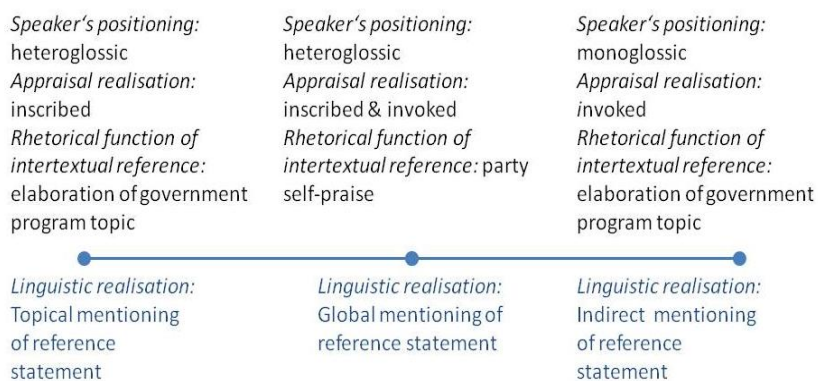 Speaker‘s positioning:
heteroglossic
Appraisal realisation:
inscribed
Rhetorical function of
intertextual reference:
elaboration of government
program topic
Speaker‘s positioning:
heteroglossic
Appraisal realisation:
inscribed & invoked
Rhetorical function of
intertextual reference: party
self-praise
Speaker‘s positioning:
monoglossic
Appraisal realisation:
invoked
Rhetorical function of
intertextual reference:
elaboration of government
program topic
Linguistic realisation:
Topical mentioning
of reference
statement
Linguistic realisation:
Global mentioning of
reference statement
Linguistic realisation:
Indirect mentioning
of reference
statement